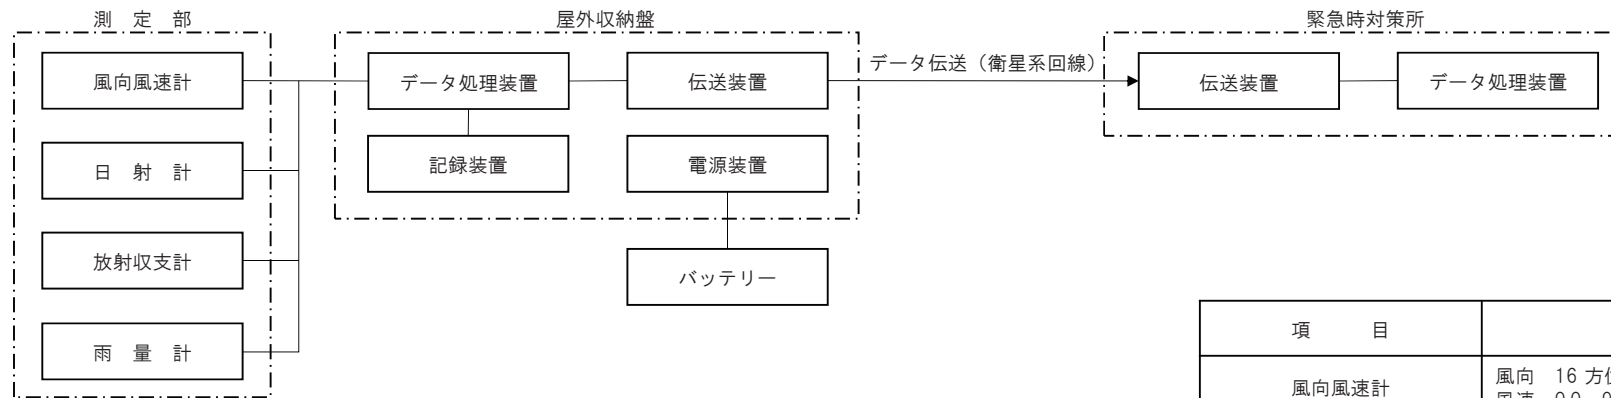 測　定　部
風向風速計
日　射　計
放射収支計
雨　量　計
屋外収納盤
データ処理装置
伝送装置
記録装置
電源装置
バッテリー
データ伝送（衛星系回線）
緊急時対策所
伝送装置
データ処理装置
項　　　目
風向風速計
風向　16 方
風速